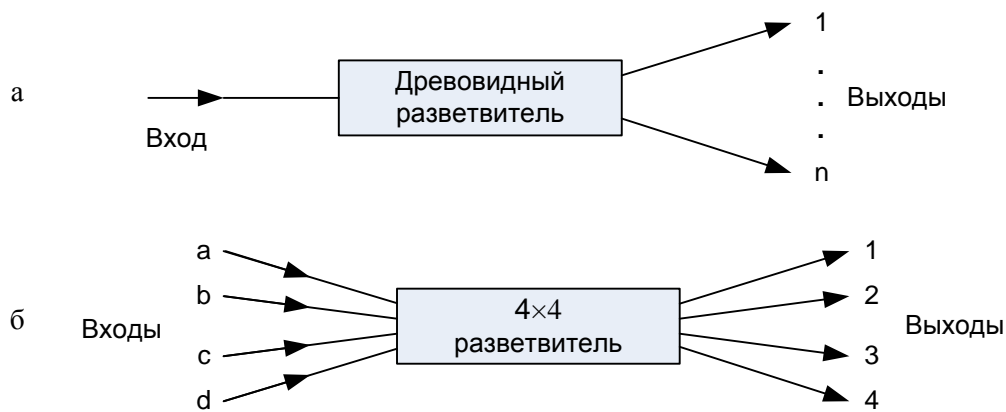 а
Вход
Древовидный
разветвитель
1
.
.
.
n
Выходы
б
Входы
a
b
c
d
4×4
разветвитель
1
2
3
4
Выходы